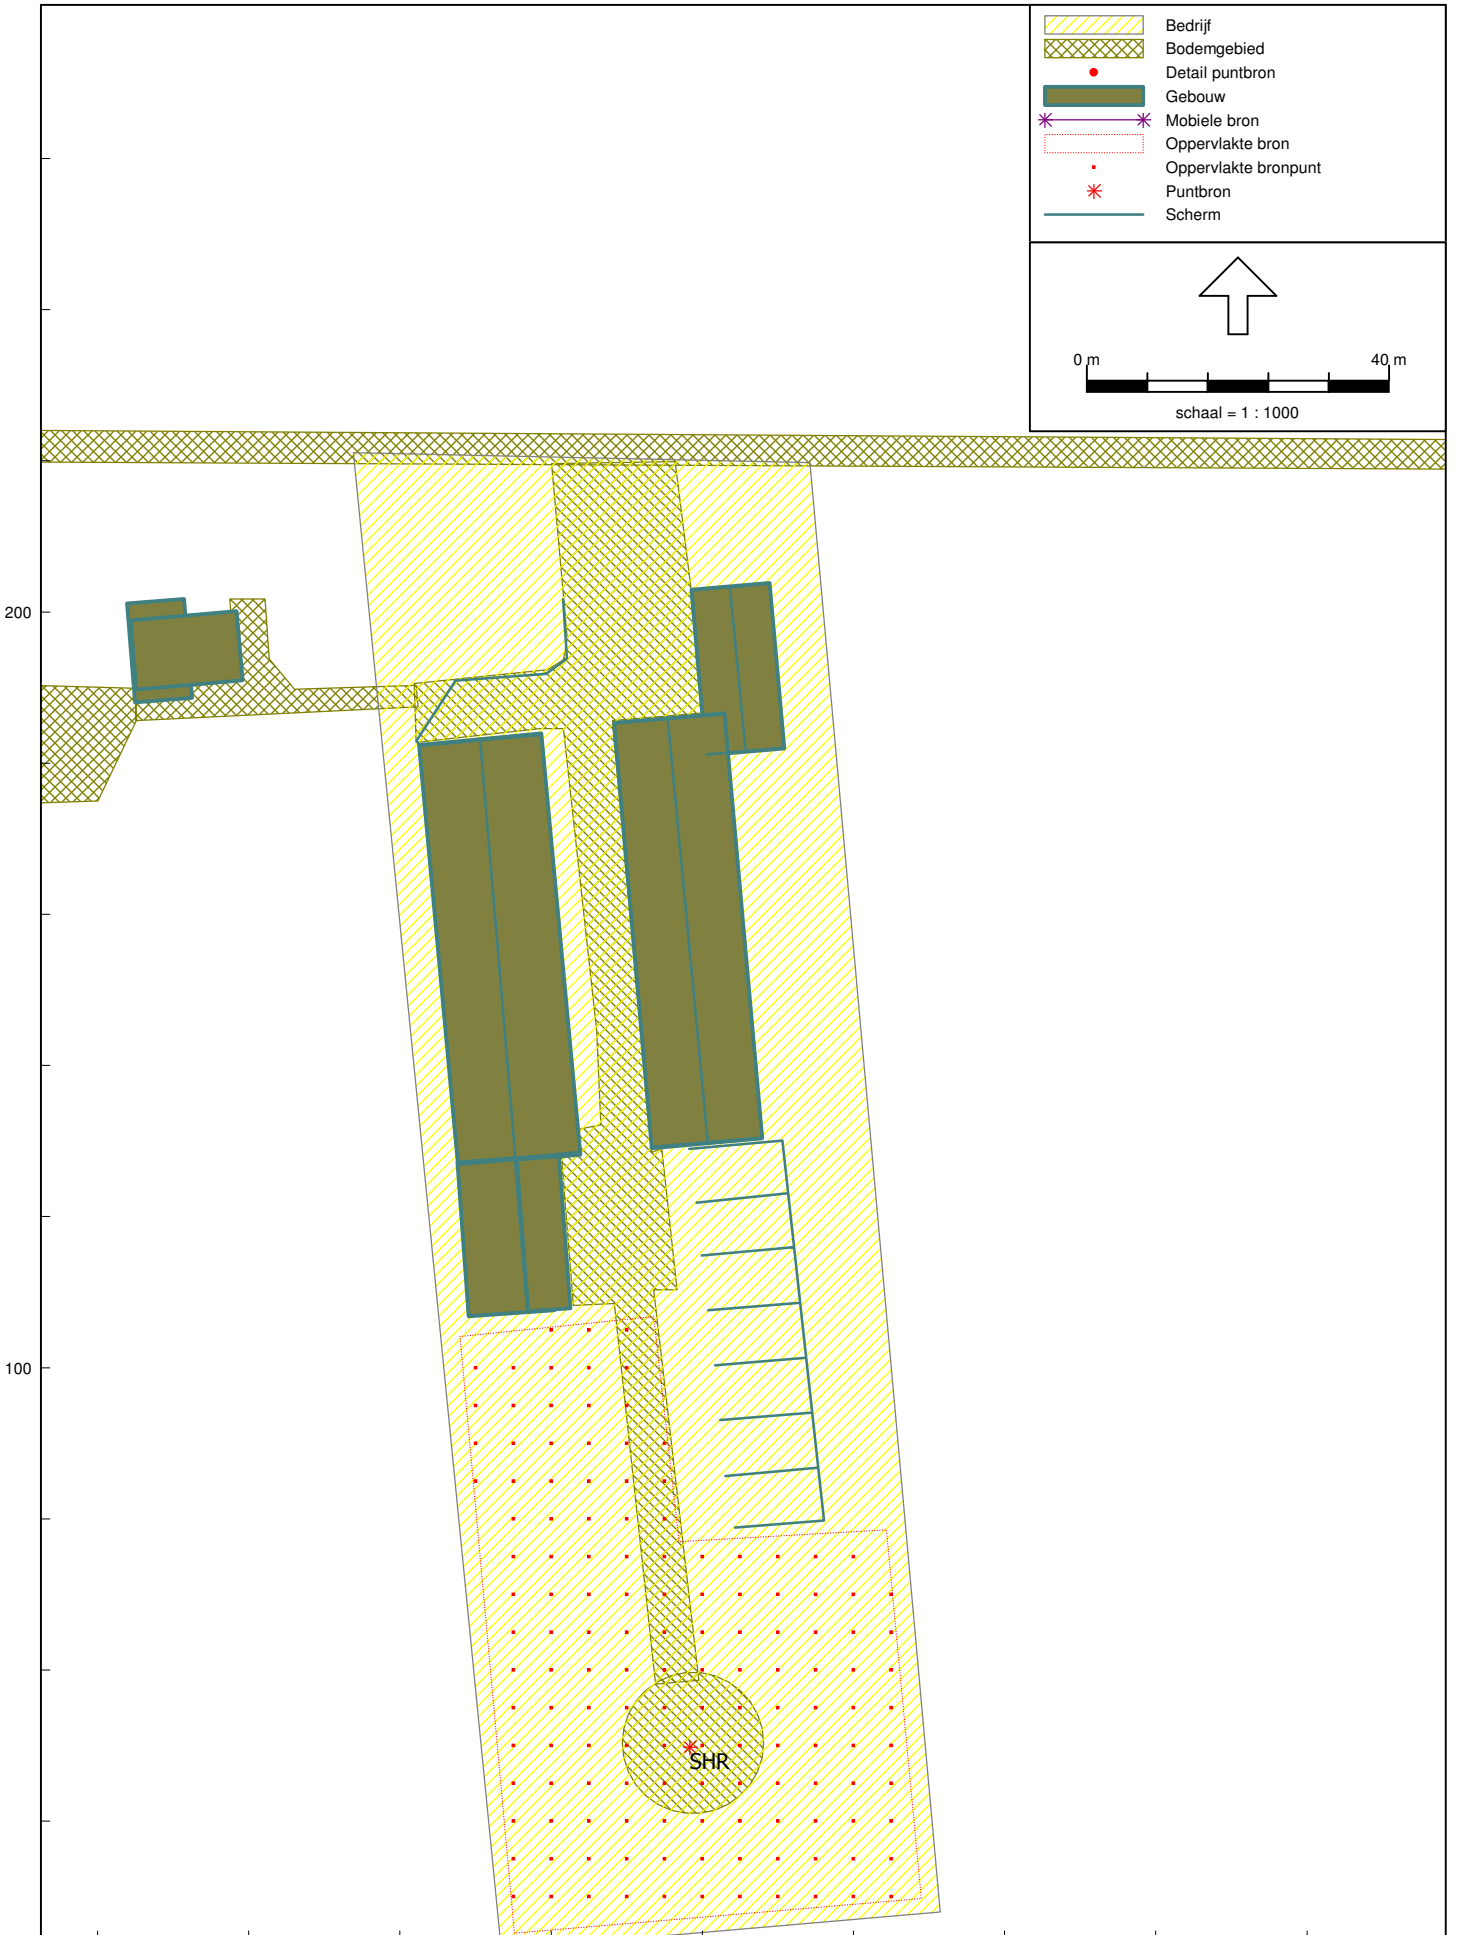 Bedrijf
Bodemgebied
Detail puntbron
Gebouw
Mobiele bron
Oppervlakte bron
Oppervlakte bronpunt
Puntbron
Scherm
0 m 40 m
schaal = 1 : 1000
200
100
SHR